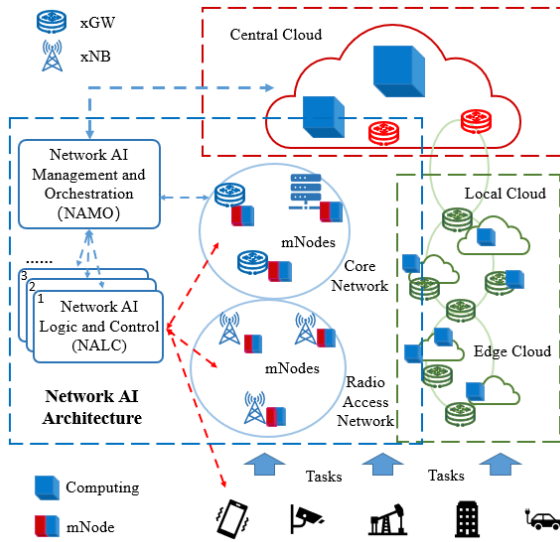 xGW
xNB
Central Cloud
Network AI
Management and
Orchestration
(NAMO)
......
3
2
1
Network AI
Logic and Control
(NALC)
Network AI
Architecture
mNodes
Core
Network
mNodes
Radio
Access
Network
Local Cloud
Edge Cloud
Tasks
Tasks
Computing
mNode